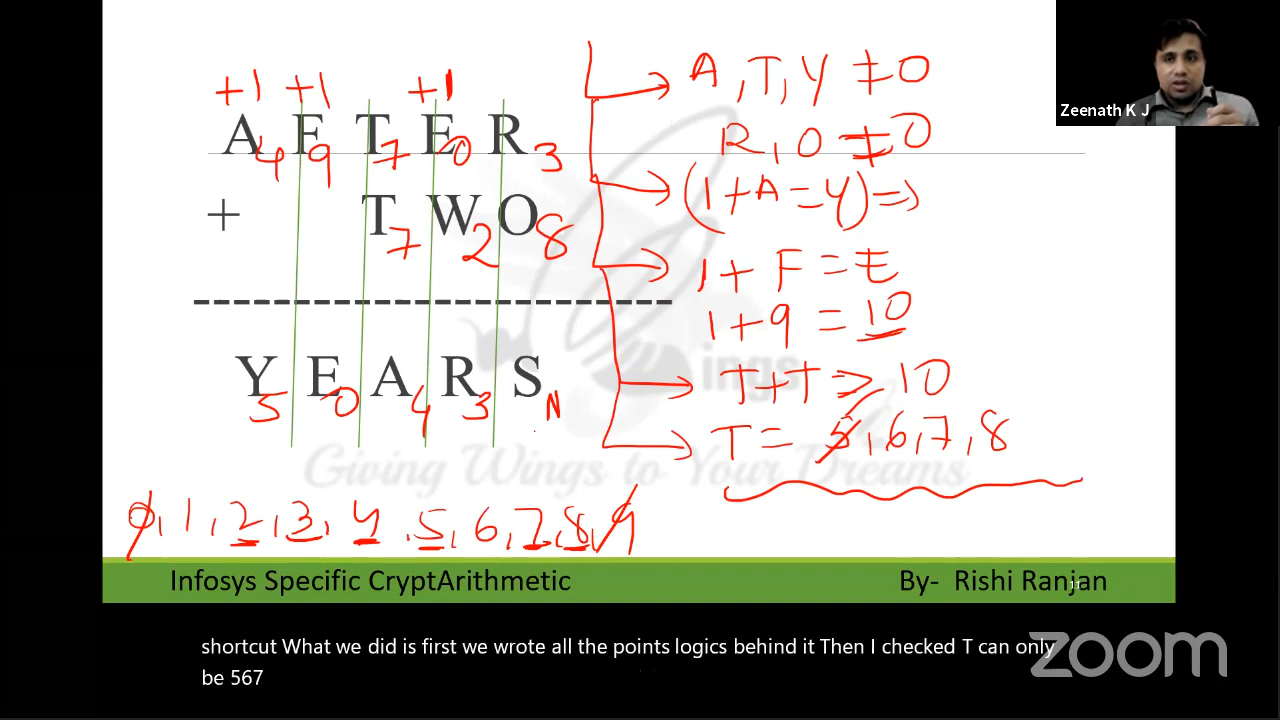 +1 +1 +1
A F T E R
4 9 7 0 3
+ T W O
7 2 8
Y E A R S
5 0 4 3 1
0, 1, 2, 3, 4, 5, 6, 7, 8, 9
A, T, Y ≠ 0
R, O ≠ 0
(1 + A = Y) ⇒
1 + F = E
1 + 9 = 10
T + T ≥ 10
T = 5, 6, 7, 8
Zeenath K J
wings
Giving Wings to Your Dreams
Infosys Specific CryptArithmetic
By- Rishi Ranjan
11
shortcut What we did is first we wrote all the points logics behind it Then I checked T can only
be 567
zoom